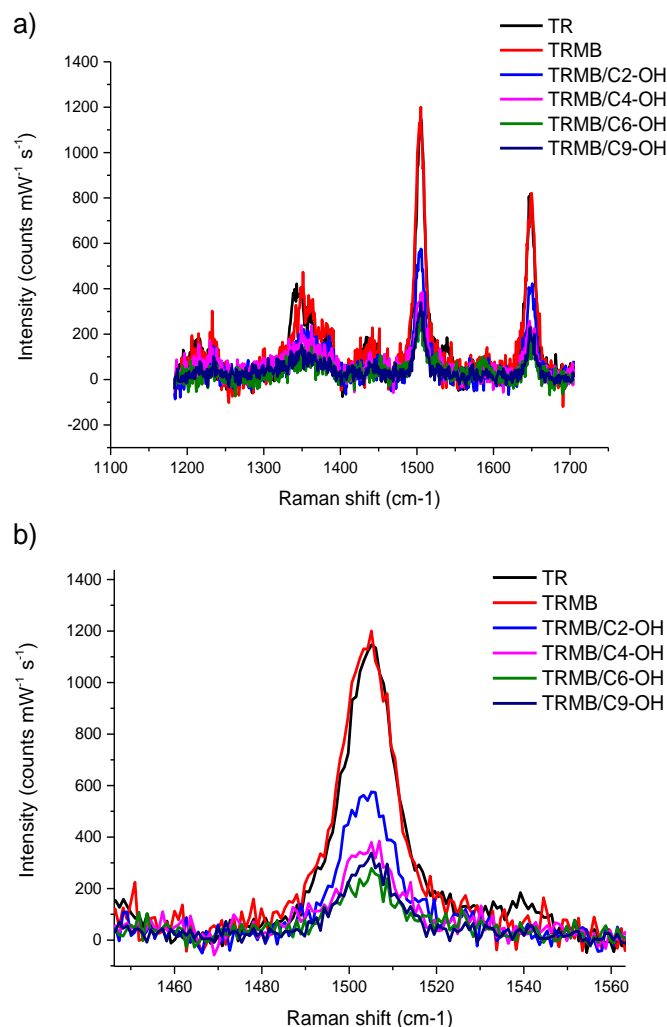 a)
TR
TRMB
TRMB/C2-OH
TRMB/C4-OH
TRMB/C6-OH
TRMB/C9-OH
1400
1200
1000
800
600
400
200
0
-200
Intensity (counts mW⁻¹ s⁻¹)
1100 1200 1300 1400 1500 1600 1700
Raman shift (cm-1)
b)
TR
TRMB
TRMB/C2-OH
TRMB/C4-OH
TRMB/C6-OH
TRMB/C9-OH
1400
1200
1000
800
600
400
200
0
Intensity (counts mW⁻¹ s⁻¹)
1460 1480 1500 1520 1540 1560
Raman shift (cm-1)